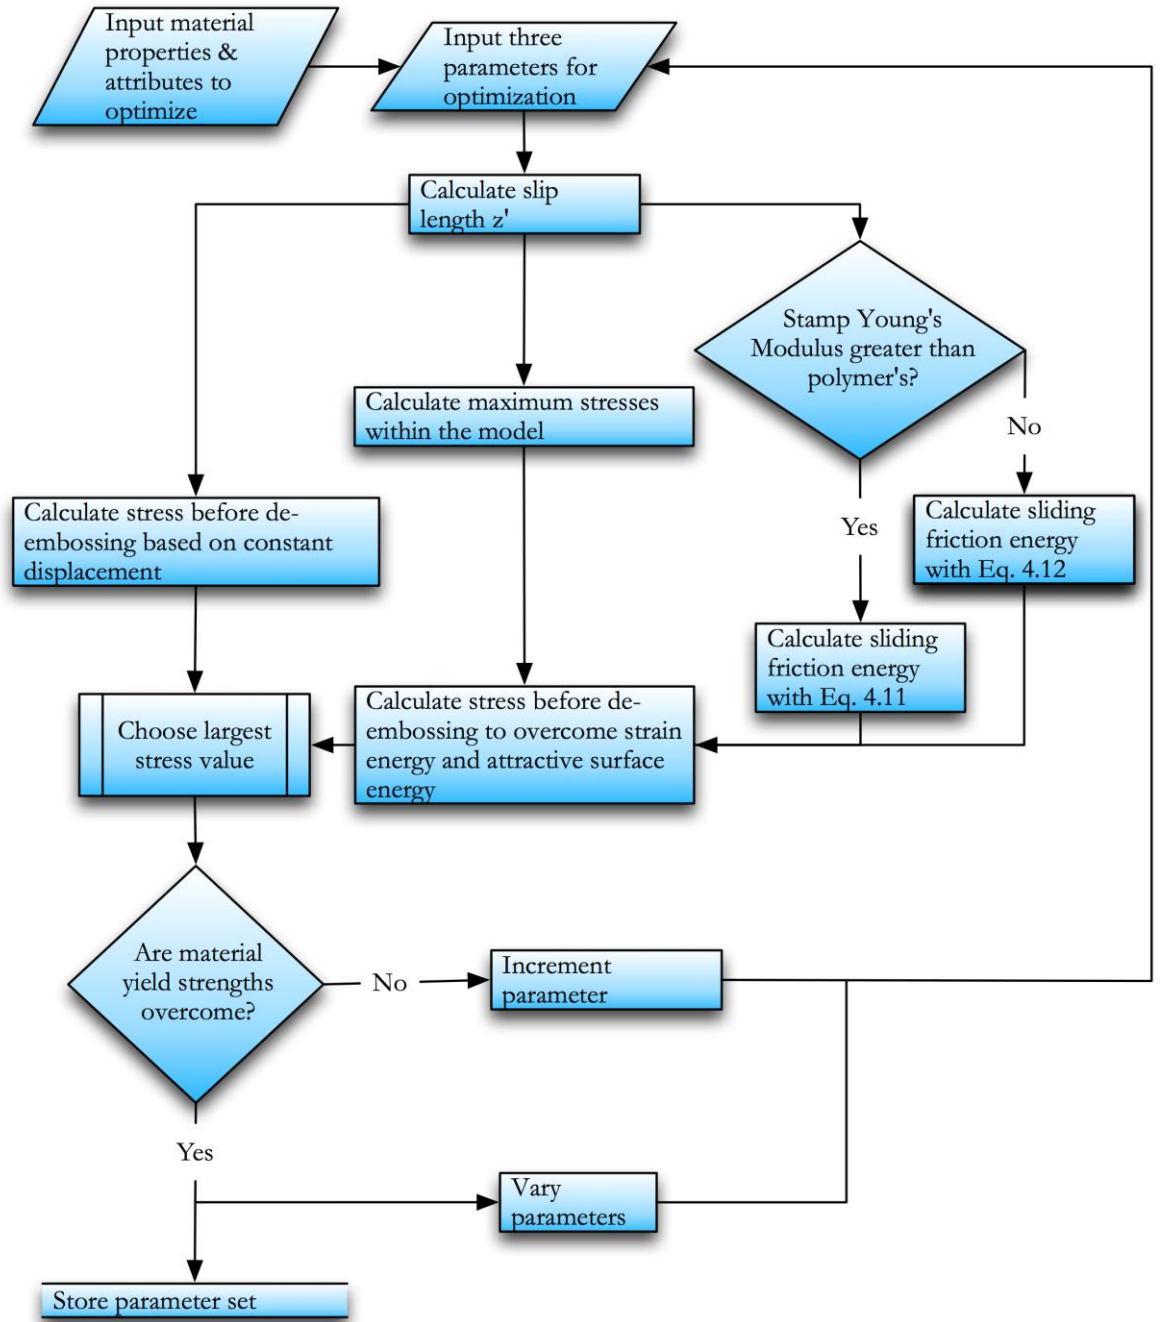 Input material
properties &
attributes to
optimize
Input three
parameters for
optimization
Calculate slip
length z'
Stamp Young's
Modulus greater than
polymer's?
Calculate maximum stresses
within the model
No
Calculate stress before de-
embossing based on constant
displacement
Yes
Calculate sliding
friction energy
with Eq. 4.12
Calculate sliding
friction energy
with Eq. 4.11
Choose largest
stress value
Calculate stress before de-
embossing to overcome strain
energy and attractive surface
energy
Are material
yield strengths
overcome?
No
Increment
parameter
Yes
Vary
parameters
Store parameter set